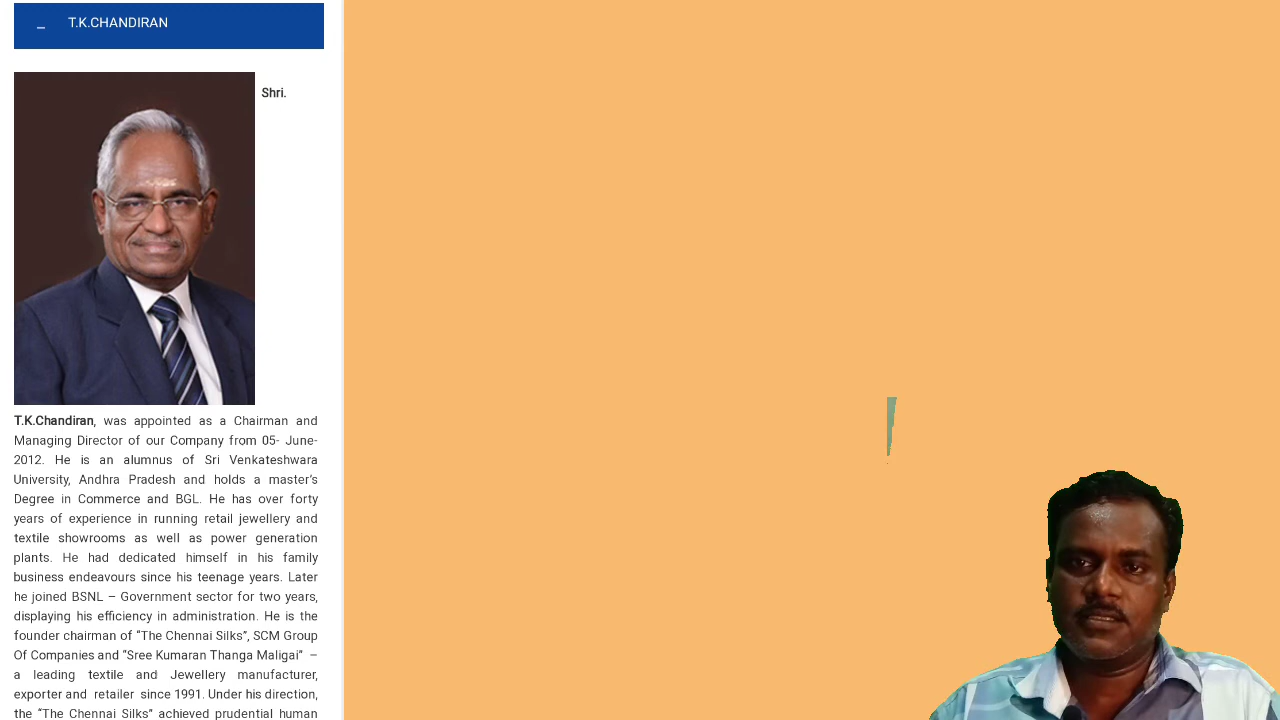 T.K.CHANDIRAN
Shri.
T.K.Chandiran, was appointed as a Chairman and
Managing Director of our Company from 05- June-
2012. He is an alumnus of Sri Venkateshwara
University, Andhra Pradesh and holds a master's
Degree in Commerce and BGL. He has over forty
years of experience in running retail jewellery and
textile showrooms as well as power generation
plants. He had dedicated himself in his family
business endeavours since his teenage years. Later
he joined BSNL – Government sector for two years,
displaying his efficiency in administration. He is the
founder chairman of “The Chennai Silks”, SCM Group
Of Companies and “Sree Kumaran Thanga Maligai” –
a leading textile and Jewellery manufacturer,
exporter and retailer since 1991. Under his direction,
the “The Chennai Silks” achieved prudential human